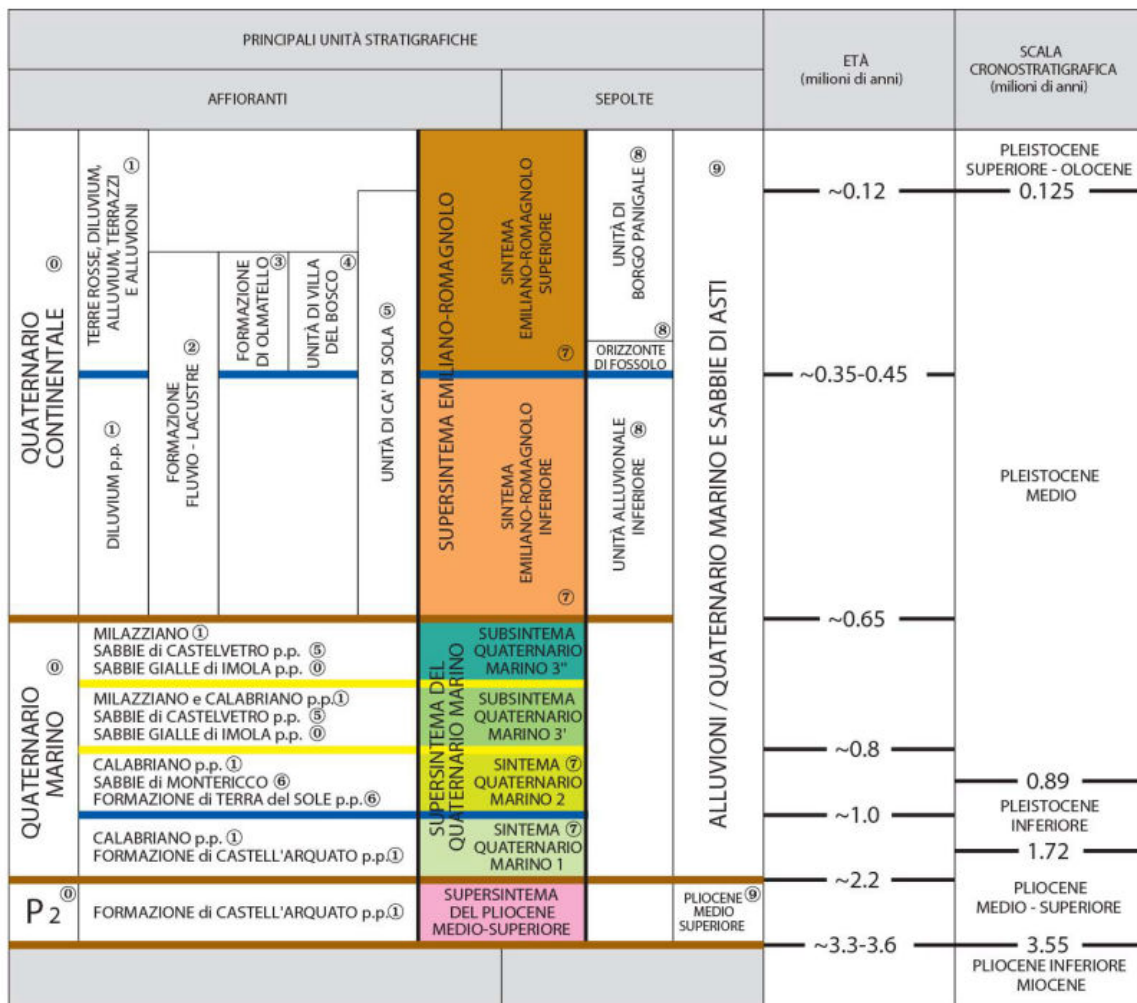 PRINCIPALI UNITÀ STRATIGRAFICHE
ETÀ
(milioni di anni)
SCALA
CRONOSTRATIGRAFICA
(milioni di anni)
AFFIORANTI
SEPOLTE
QUATERNARIO
CONTINENTALE
⓪
TERRE ROSSE, DILUVIUM,
ALLUVIUM, TERRAZZI
E ALLUVIONI
①
DILUVIUM p.p. ①
FORMAZIONE
FLUVIO - LACUSTRE
②
FORMAZIONE
DI OLMATELLO
③
UNITÀ DI VILLA
DEL BOSCO
④
UNITÀ DI CA' DI SOLA ⑤
SUPERSINTEMA EMILIANO-ROMAGNOLO
SINTEMA
EMILIANO-ROMAGNOLO
SUPERIORE
⑦
SINTEMA
EMILIANO-ROMAGNOLO
INFERIORE
⑦
UNITÀ DI
BORGO PANIGALE
⑧
⑧
ORIZZONTE
DI FOSSOLO
UNITÀ ALLUVIONALE
INFERIORE
⑧
ALLUVIONI / QUATERNARIO MARINO E SABBIE DI ASTI
⑨
QUATERNARIO
MARINO
⓪
MILAZZIANO ①
SABBIE di CASTELVETRO p.p. ⑤
SABBIE GIALLE di IMOLA p.p. ⓪
MILAZZIANO e CALABRIANO p.p. ①
SABBIE di CASTELVETRO p.p. ⑤
SABBIE GIALLE di IMOLA p.p. ⓪
CALABRIANO p.p. ①
SABBIE di MONTERICCO ⑥
FORMAZIONE di TERRA del SOLE p.p. ⑥
CALABRIANO p.p. ①
FORMAZIONE di CASTELL'ARQUATO p.p. ①
SUPERSINTEMA DEL
QUATERNARIO MARINO
SUBSINTEMA
QUATERNARIO
MARINO 3"
SUBSINTEMA
QUATERNARIO
MARINO 3'
SINTEMA ⑦
QUATERNARIO
MARINO 2
SINTEMA ⑦
QUATERNARIO
MARINO 1
P2 ⓪
FORMAZIONE di CASTELL'ARQUATO p.p. ①
SUPERSINTEMA
DEL PLIOCENE
MEDIO-SUPERIORE
PLIOCENE ⑨
MEDIO
SUPERIORE
~0.12
~0.35-0.45
~0.65
~0.8
~1.0
~2.2
~3.3-3.6
PLEISTOCENE
SUPERIORE - OLOCENE
0.125
PLEISTOCENE
MEDIO
0.89
PLEISTOCENE
INFERIORE
1.72
PLIOCENE
MEDIO - SUPERIORE
3.55
PLIOCENE INFERIORE
MIOCENE